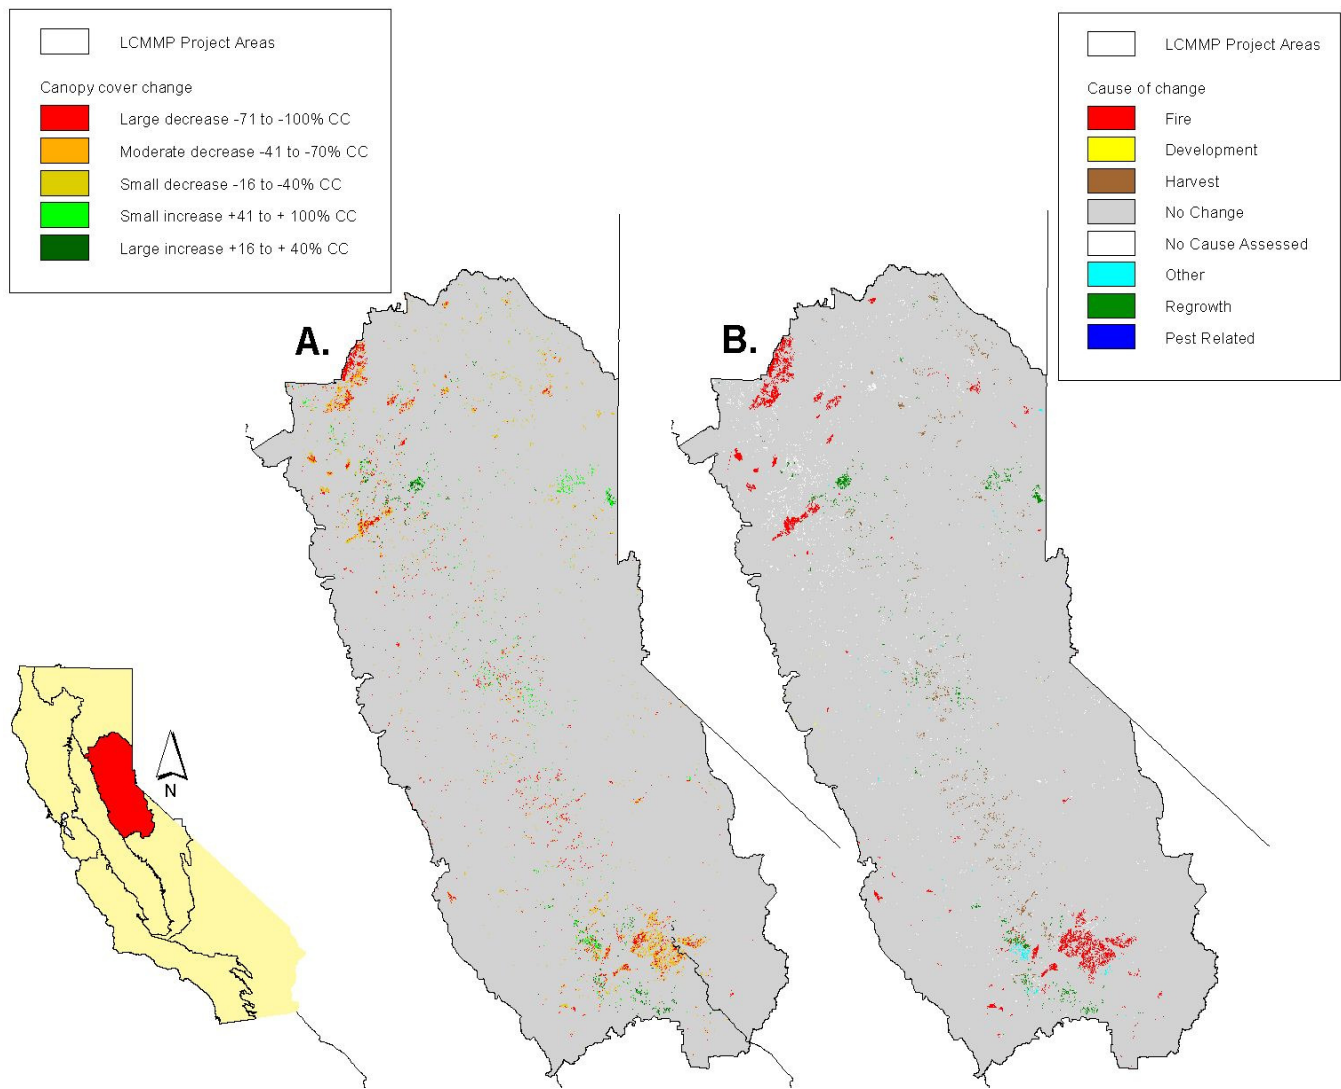 LCMMP Project Areas
Canopy cover change
Large decrease -71 to -100% CC
Moderate decrease -41 to -70% CC
Small decrease -16 to -40% CC
Small increase +41 to + 100% CC
Large increase +16 to + 40% CC
LCMMP Project Areas
Cause of change
Fire
Development
Harvest
No Change
No Cause Assessed
Other
Regrowth
Pest Related
A.
B.
N